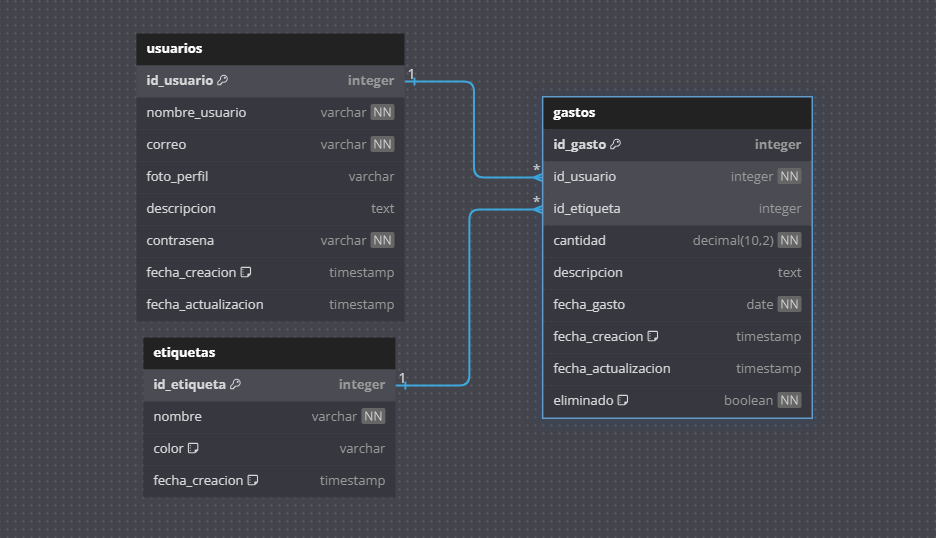 usuarios
id_usuario integer
nombre_usuario varchar NN
correo varchar NN
foto_perfil varchar
descripcion text
contrasena varchar NN
fecha_creacion timestamp
fecha_actualizacion timestamp
1
etiquetas
id_etiqueta integer
nombre varchar NN
color varchar
fecha_creacion timestamp
1
gastos
id_gasto integer
* id_usuario integer NN
* id_etiqueta integer
cantidad decimal(10,2) NN
descripcion text
fecha_gasto date NN
fecha_creacion timestamp
fecha_actualizacion timestamp
eliminado boolean NN